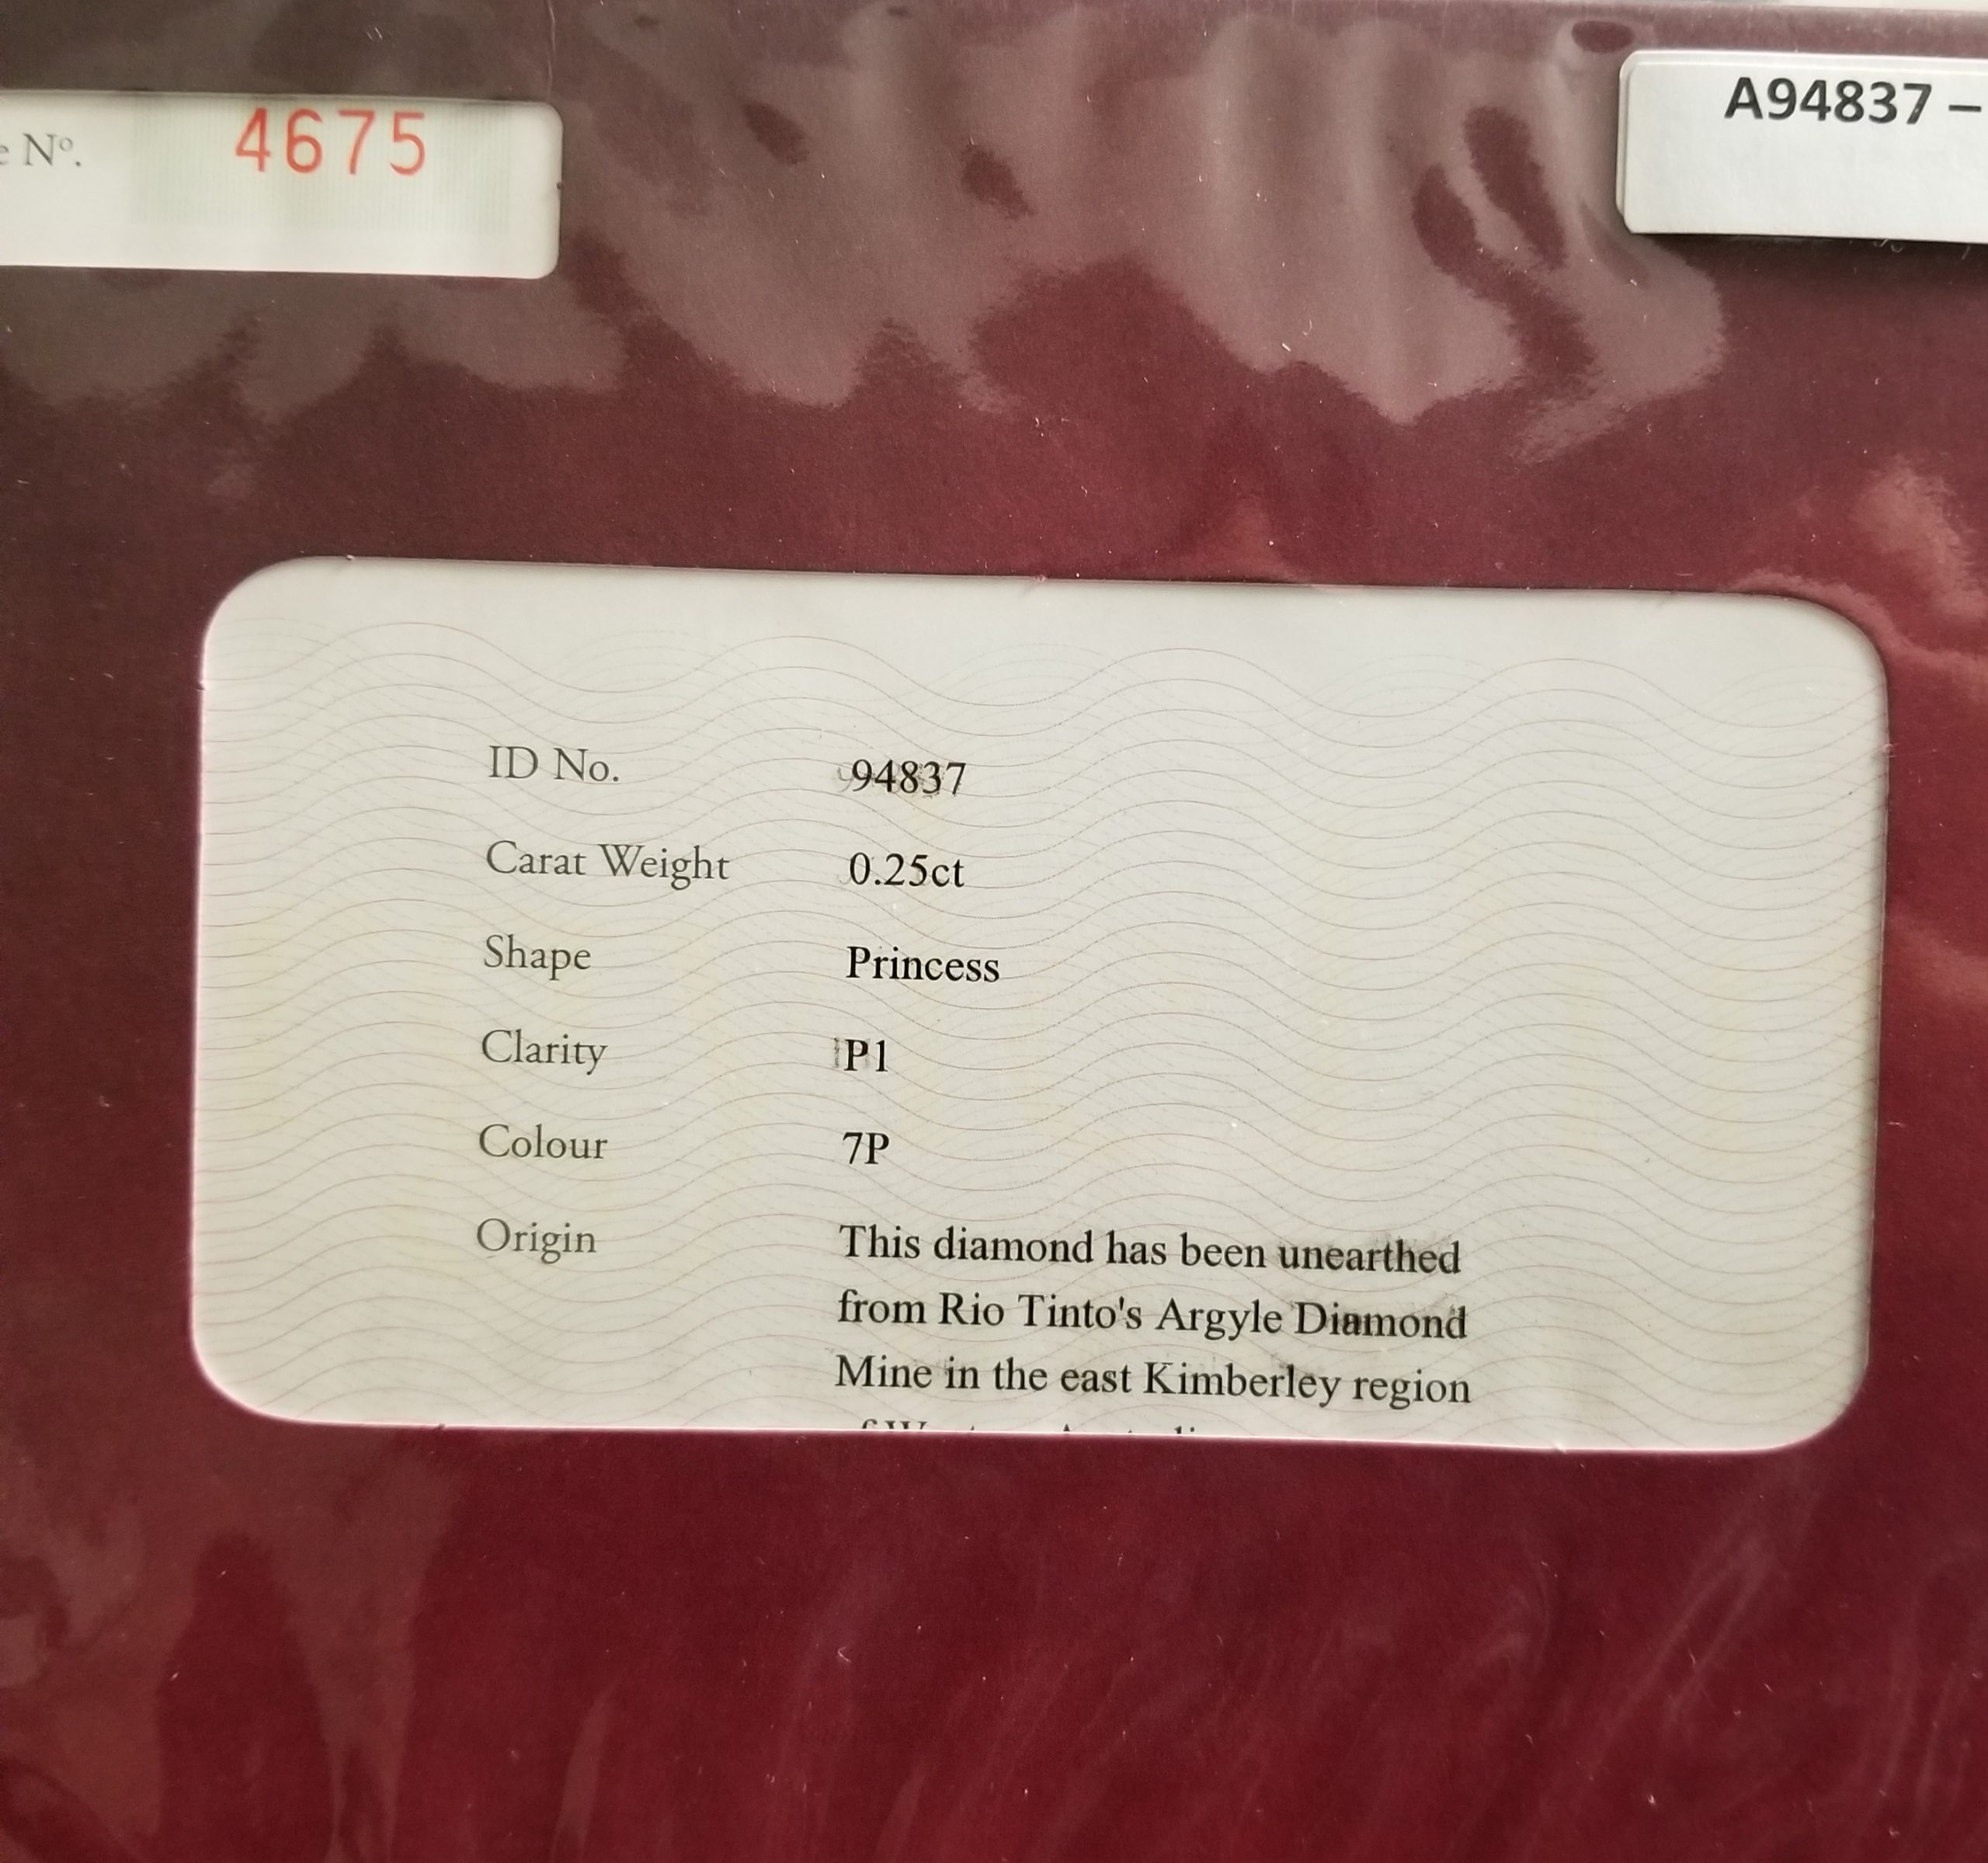 Nº. 4675
A94837 –
ID No. 94837
Carat Weight 0.25ct
Shape Princess
Clarity P1
Colour 7P
Origin This diamond has been unearthed
from Rio Tinto's Argyle Diamond
Mine in the east Kimberley region